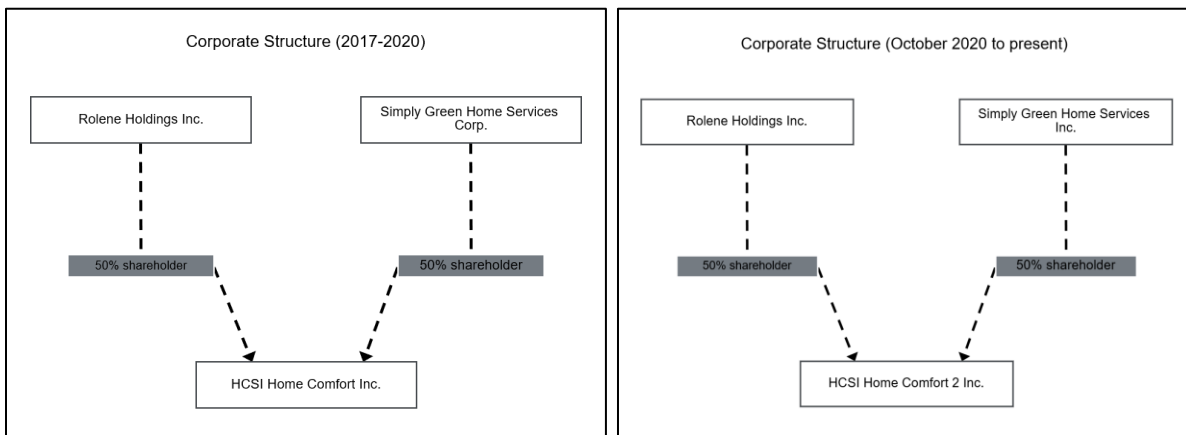 Corporate Structure (2017-2020)
Rolene Holdings Inc.
Simply Green Home Services
Corp.
50% shareholder
50% shareholder
HCSI Home Comfort Inc.
Corporate Structure (October 2020 to present)
Rolene Holdings Inc.
Simply Green Home Services
Inc.
50% shareholder
50% shareholder
HCSI Home Comfort 2 Inc.